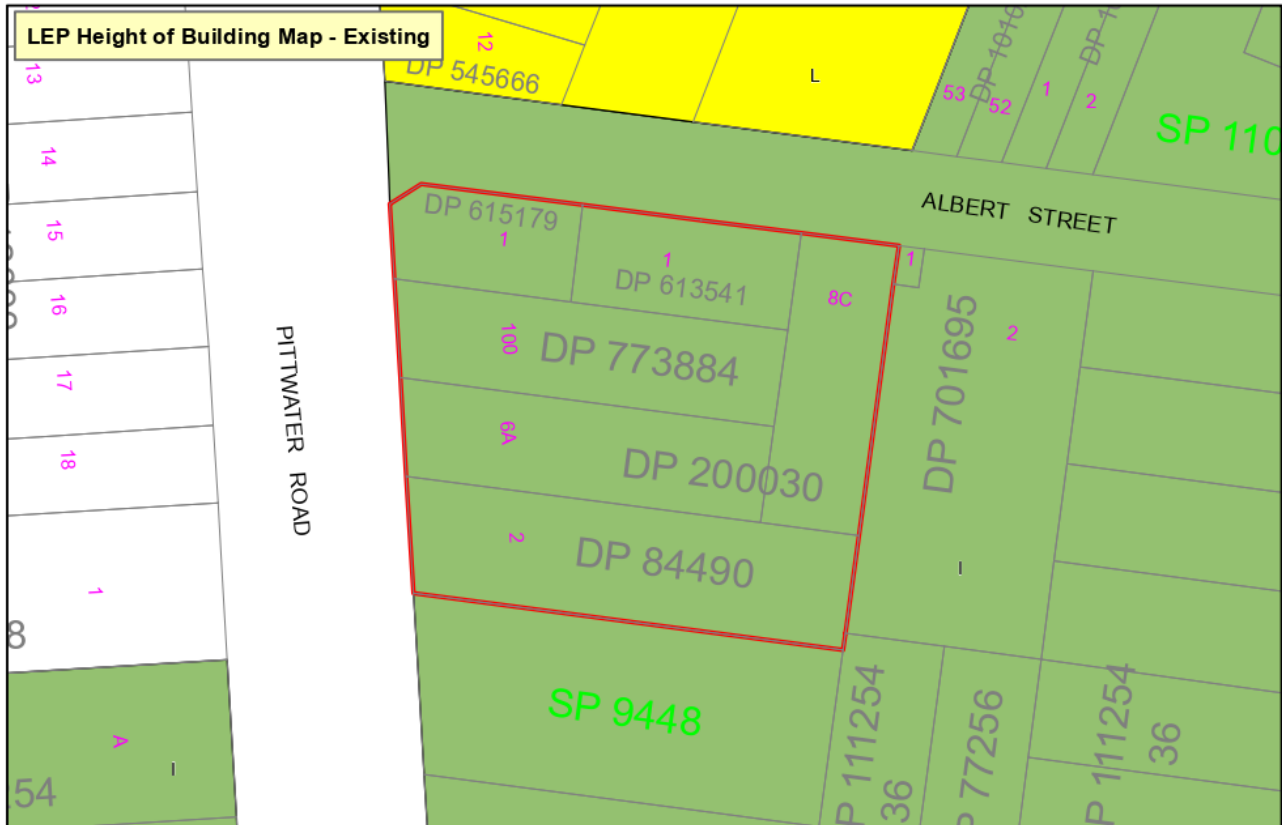 LEP Height of Building Map - Existing
12
DP 545666
L
DP 1016
53
52
1
2
SP 110
13
14
15
16
17
18
1
8
A
I
54
PITTWATER ROAD
ALBERT STREET
DP 615179
1
1
DP 613541
8C
1
100
DP 773884
2
DP 701695
6A
DP 200030
2
DP 84490
I
SP 9448
P 111254
36
P 77256
P 111254
36